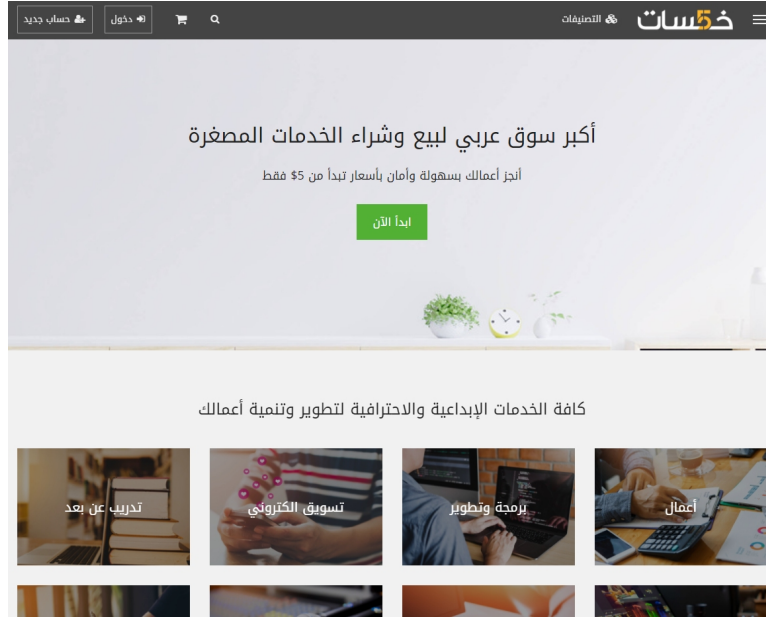 خ5سات
التصنيفات
دخول
حساب جديد
أكبر سوق عربي لبيع وشراء الخدمات المصغرة
أنجز أعمالك بسهولة وأمان بأسعار تبدأ من 5$ فقط
ابدأ الآن
كافة الخدمات الإبداعية والاحترافية لتطوير وتنمية أعمالك
أعمال
برمجة وتطوير
تسويق الكتروني
تدريب عن بعد